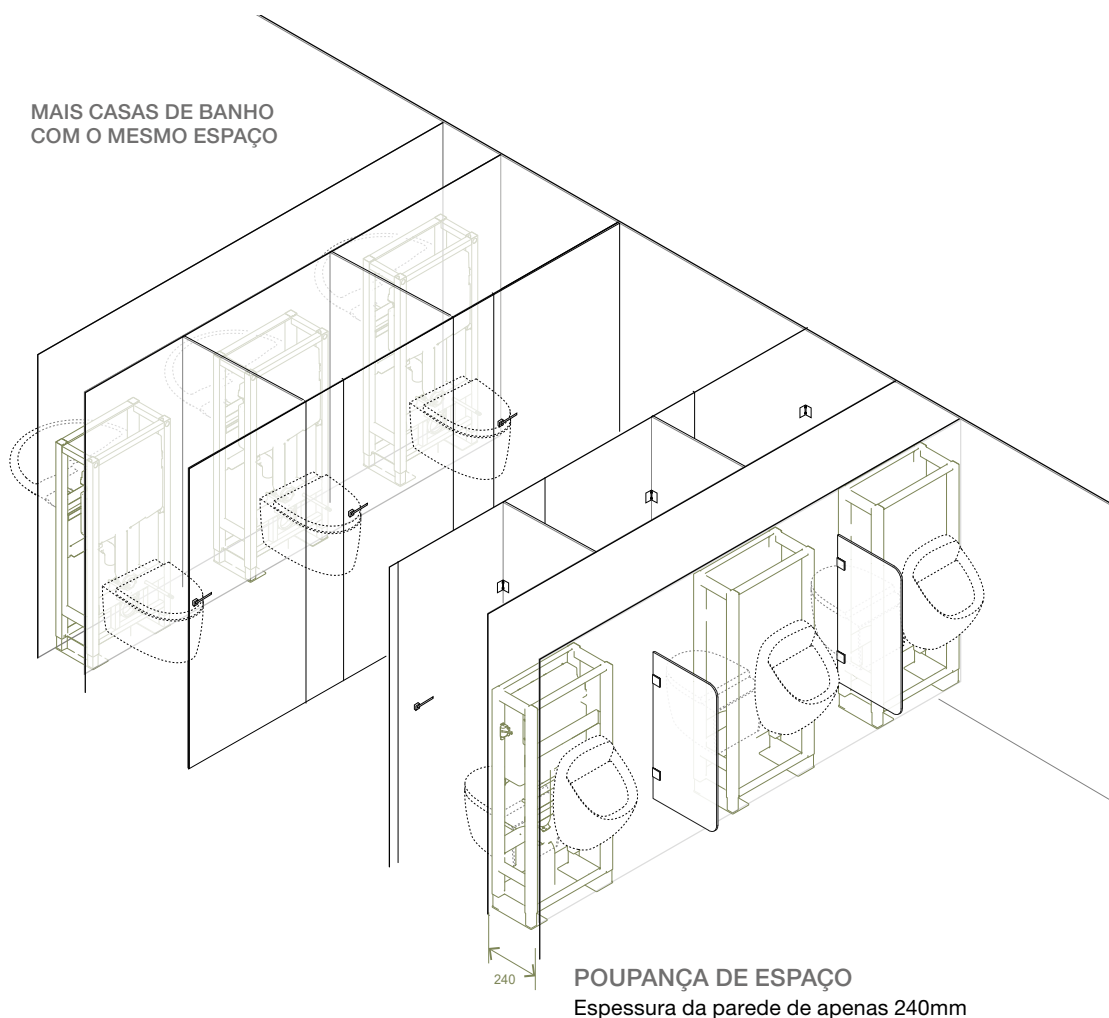 MAIS CASAS DE BANHO
COM O MESMO ESPAÇO
240
POUPANÇA DE ESPAÇO
Espessura da parede de apenas 240mm